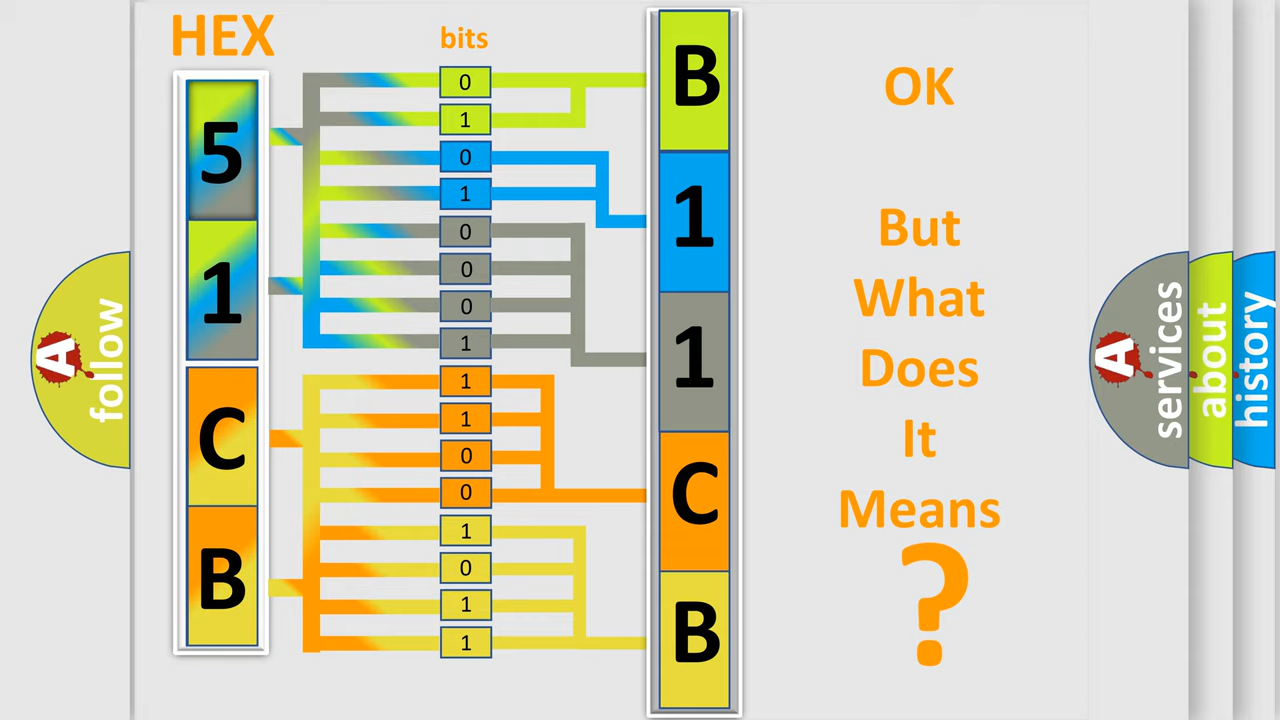 HEX
5
1
C
B
bits
0
1
0
1
0
0
0
1
1
1
0
0
1
0
1
1
B
1
1
C
B
OK
But
What
Does
It
Means
?
A
follow
A
services
about
history